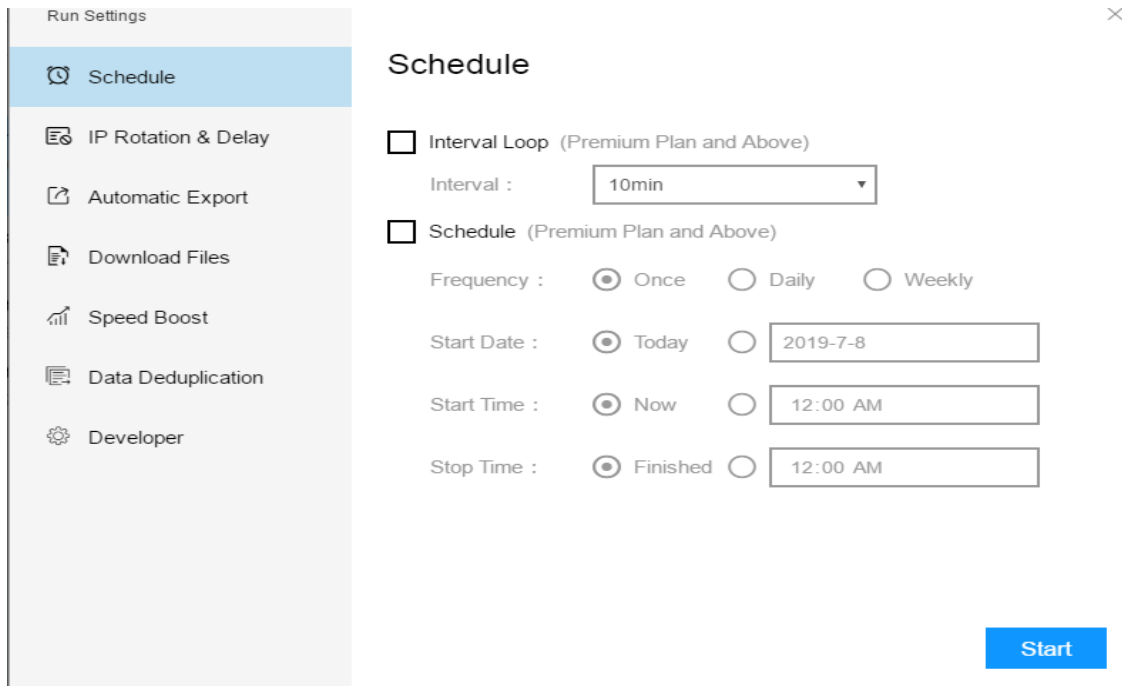 Run Settings
Schedule
IP Rotation & Delay
Automatic Export
Download Files
Speed Boost
Data Deduplication
Developer
Schedule
Interval Loop (Premium Plan and Above)
Interval : 10min
Schedule (Premium Plan and Above)
Frequency : Once Daily Weekly
Start Date : Today 2019-7-8
Start Time : Now 12:00 AM
Stop Time : Finished 12:00 AM
Start